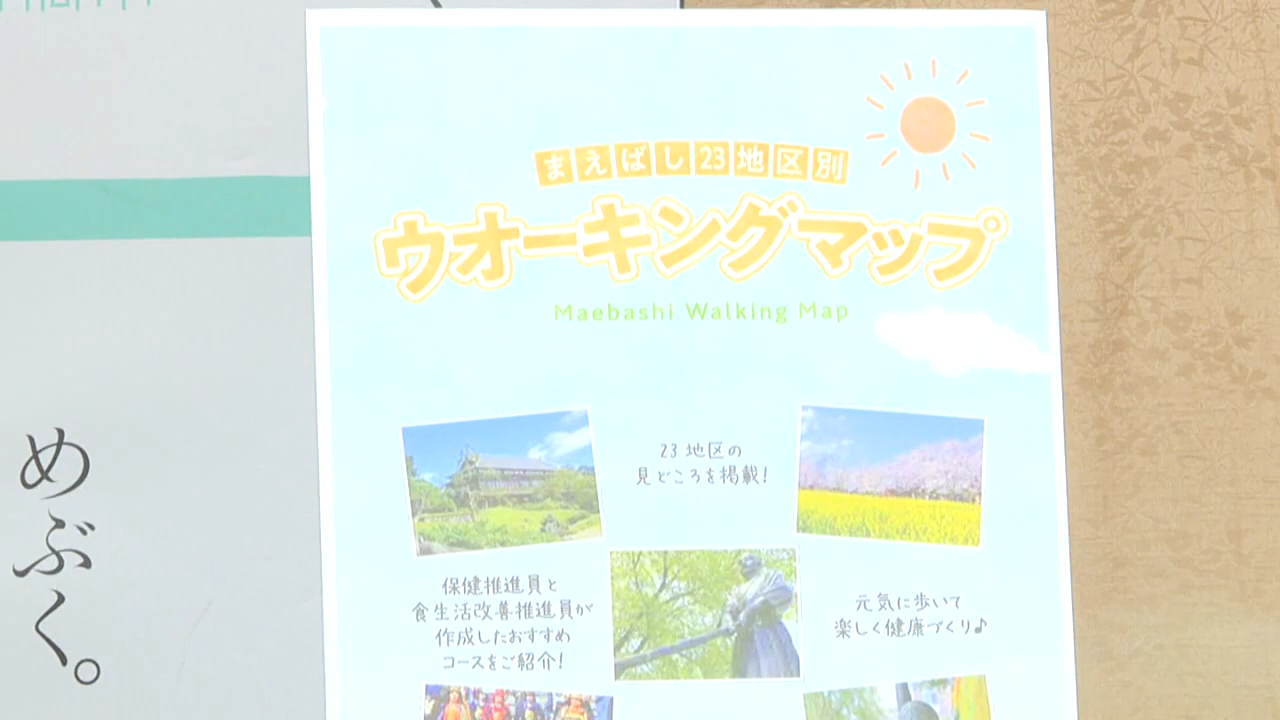 まえばし23地区別
ウオーキングマップ
Maebashi Walking Map
23地区の
見どころを掲載!
保健推進員と
食生活改善推進員が
作成したおすすめ
コースをご紹介!
元気に歩いて
楽しく健康づくり♪
めぶく。